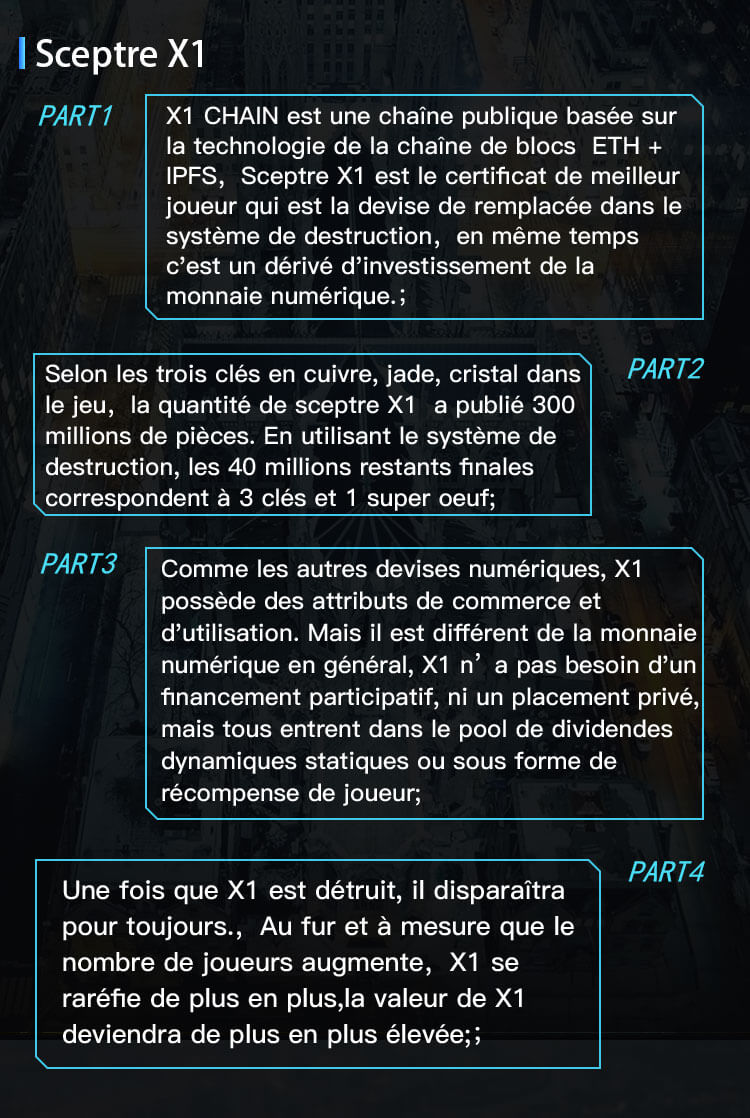 Sceptre X1
PART1
X1 CHAIN est une chaîne publique basée sur
la technologie de la chaîne de blocs  ETH +
IPFS,  Sceptre X1 est le certificat de meilleur
joueur qui est la devise de remplacée dans le
système de destruction,  en même temps
c'est un dérivé d'investissement de la
monnaie numérique.;
PART2
Selon les trois clés en cuivre, jade, cristal dans
le jeu,  la quantité de sceptre X1  a publié 300
millions de pièces. En utilisant le système de
destruction, les 40 millions restants finales
correspondent à 3 clés et 1 super oeuf;
PART3
Comme les autres devises numériques, X1
possède des attributs de commerce et
d'utilisation. Mais il est différent de la monnaie
numérique en général, X1 n' a pas besoin d'un
financement participatif, ni un placement privé,
mais tous entrent dans le pool de dividendes
dynamiques statiques ou sous forme de
récompense de joueur;
PART4
Une fois que X1 est détruit, il disparaîtra
pour toujours.,  Au fur et à mesure que le
nombre de joueurs augmente,  X1 se
raréfie de plus en plus,la valeur de X1
deviendra de plus en plus élevée;;